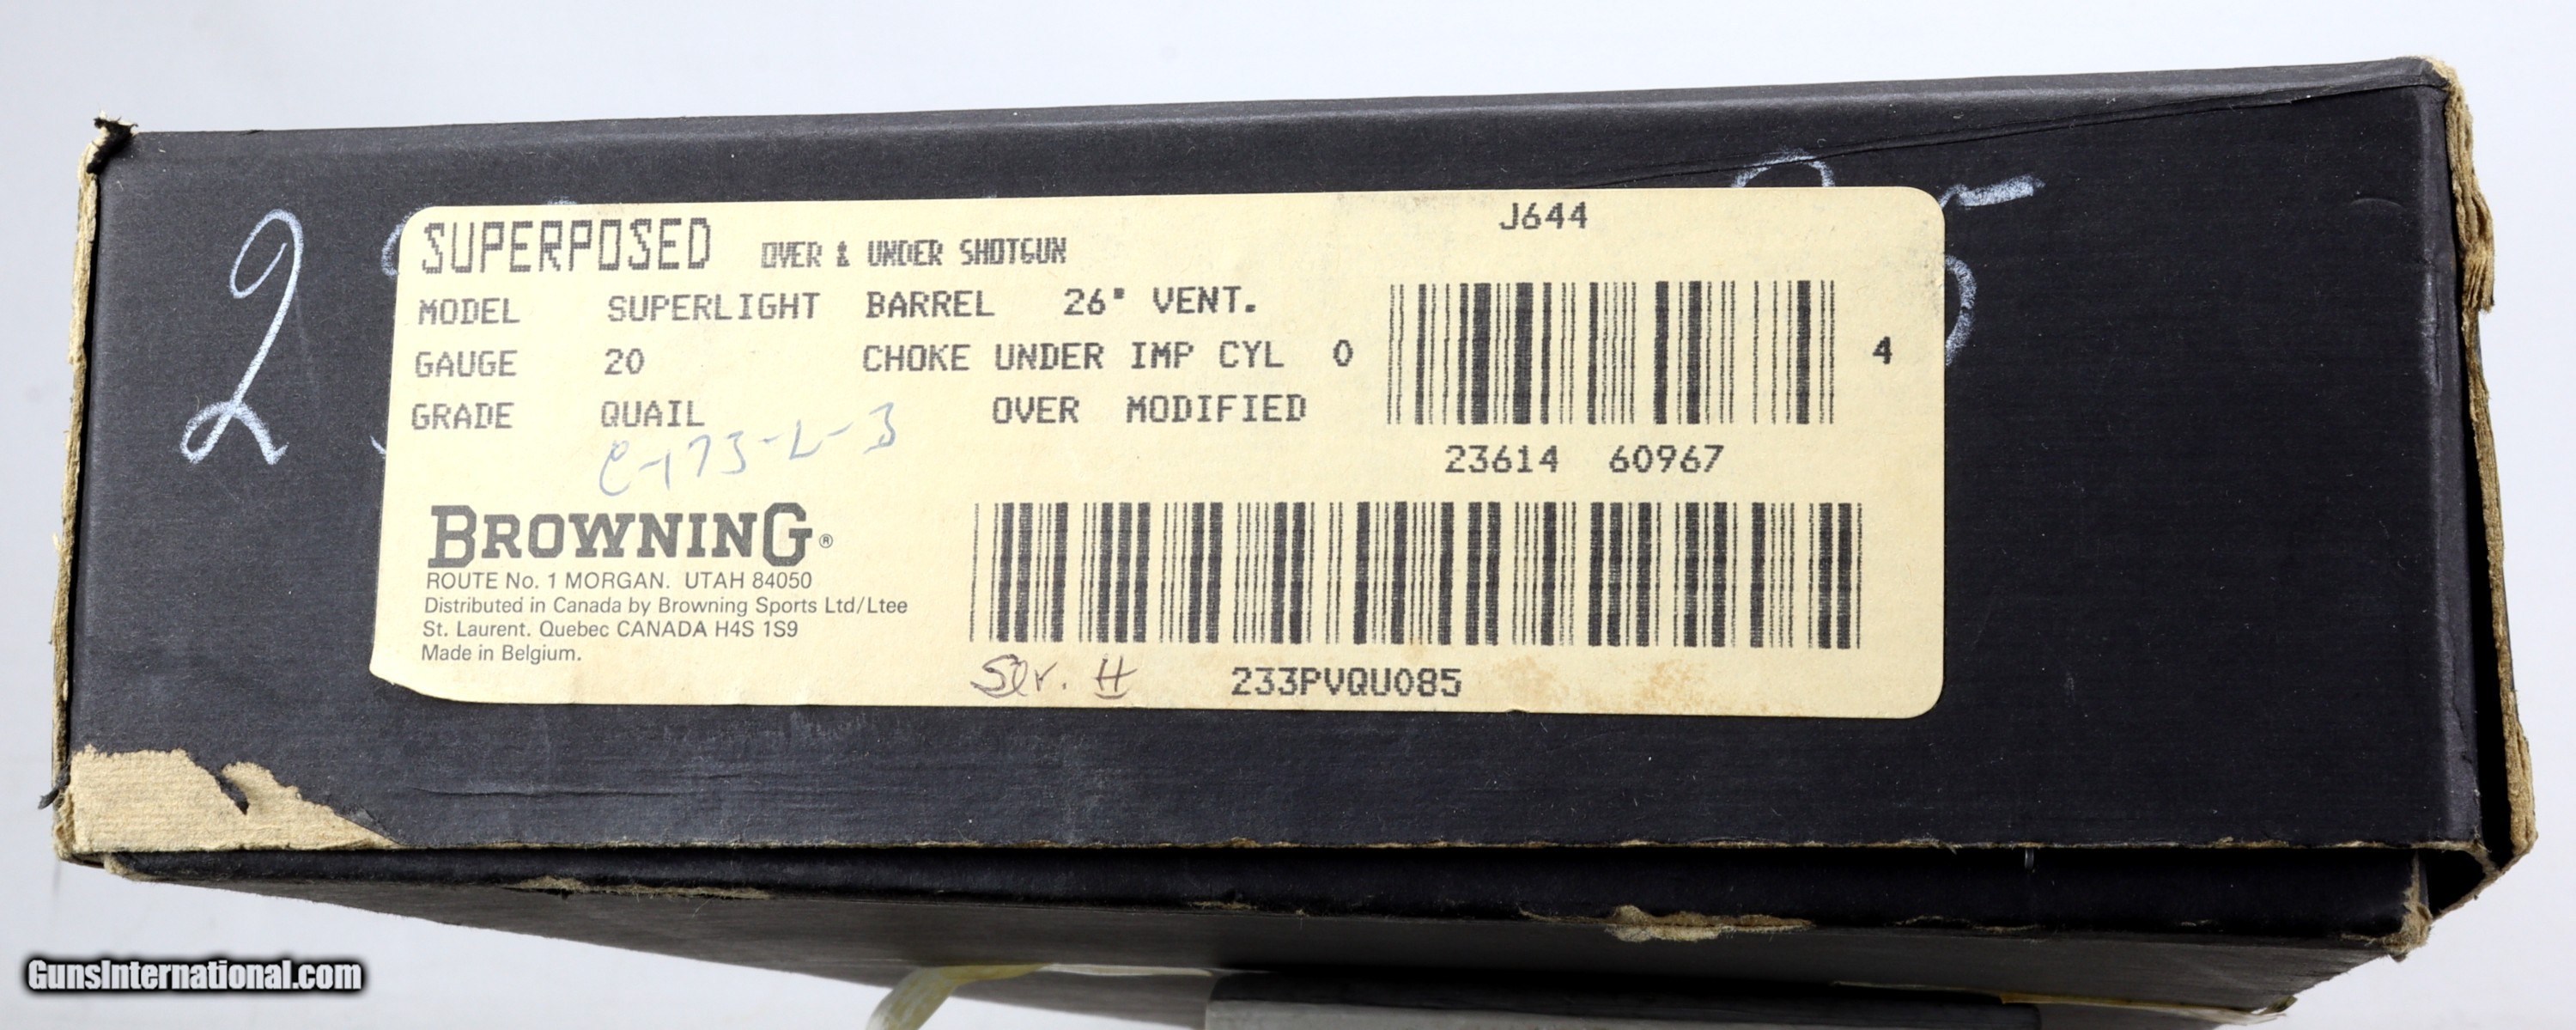 SUPERPOSED OVER & UNDER SHOTGUN
J644
MODEL SUPERLIGHT BARREL 26" VENT.
GAUGE 20 CHOKE UNDER IMP CYL
GRADE QUAIL OVER MODIFIED
0 4
23614 60967
BROWNING®
ROUTE No. 1 MORGAN. UTAH 84050
Distributed in Canada by Browning Sports Ltd/Ltee
St. Laurent. Quebec CANADA H4S 1S9
Made in Belgium.
Ser. # 233PVQU085
GunsInternational.com